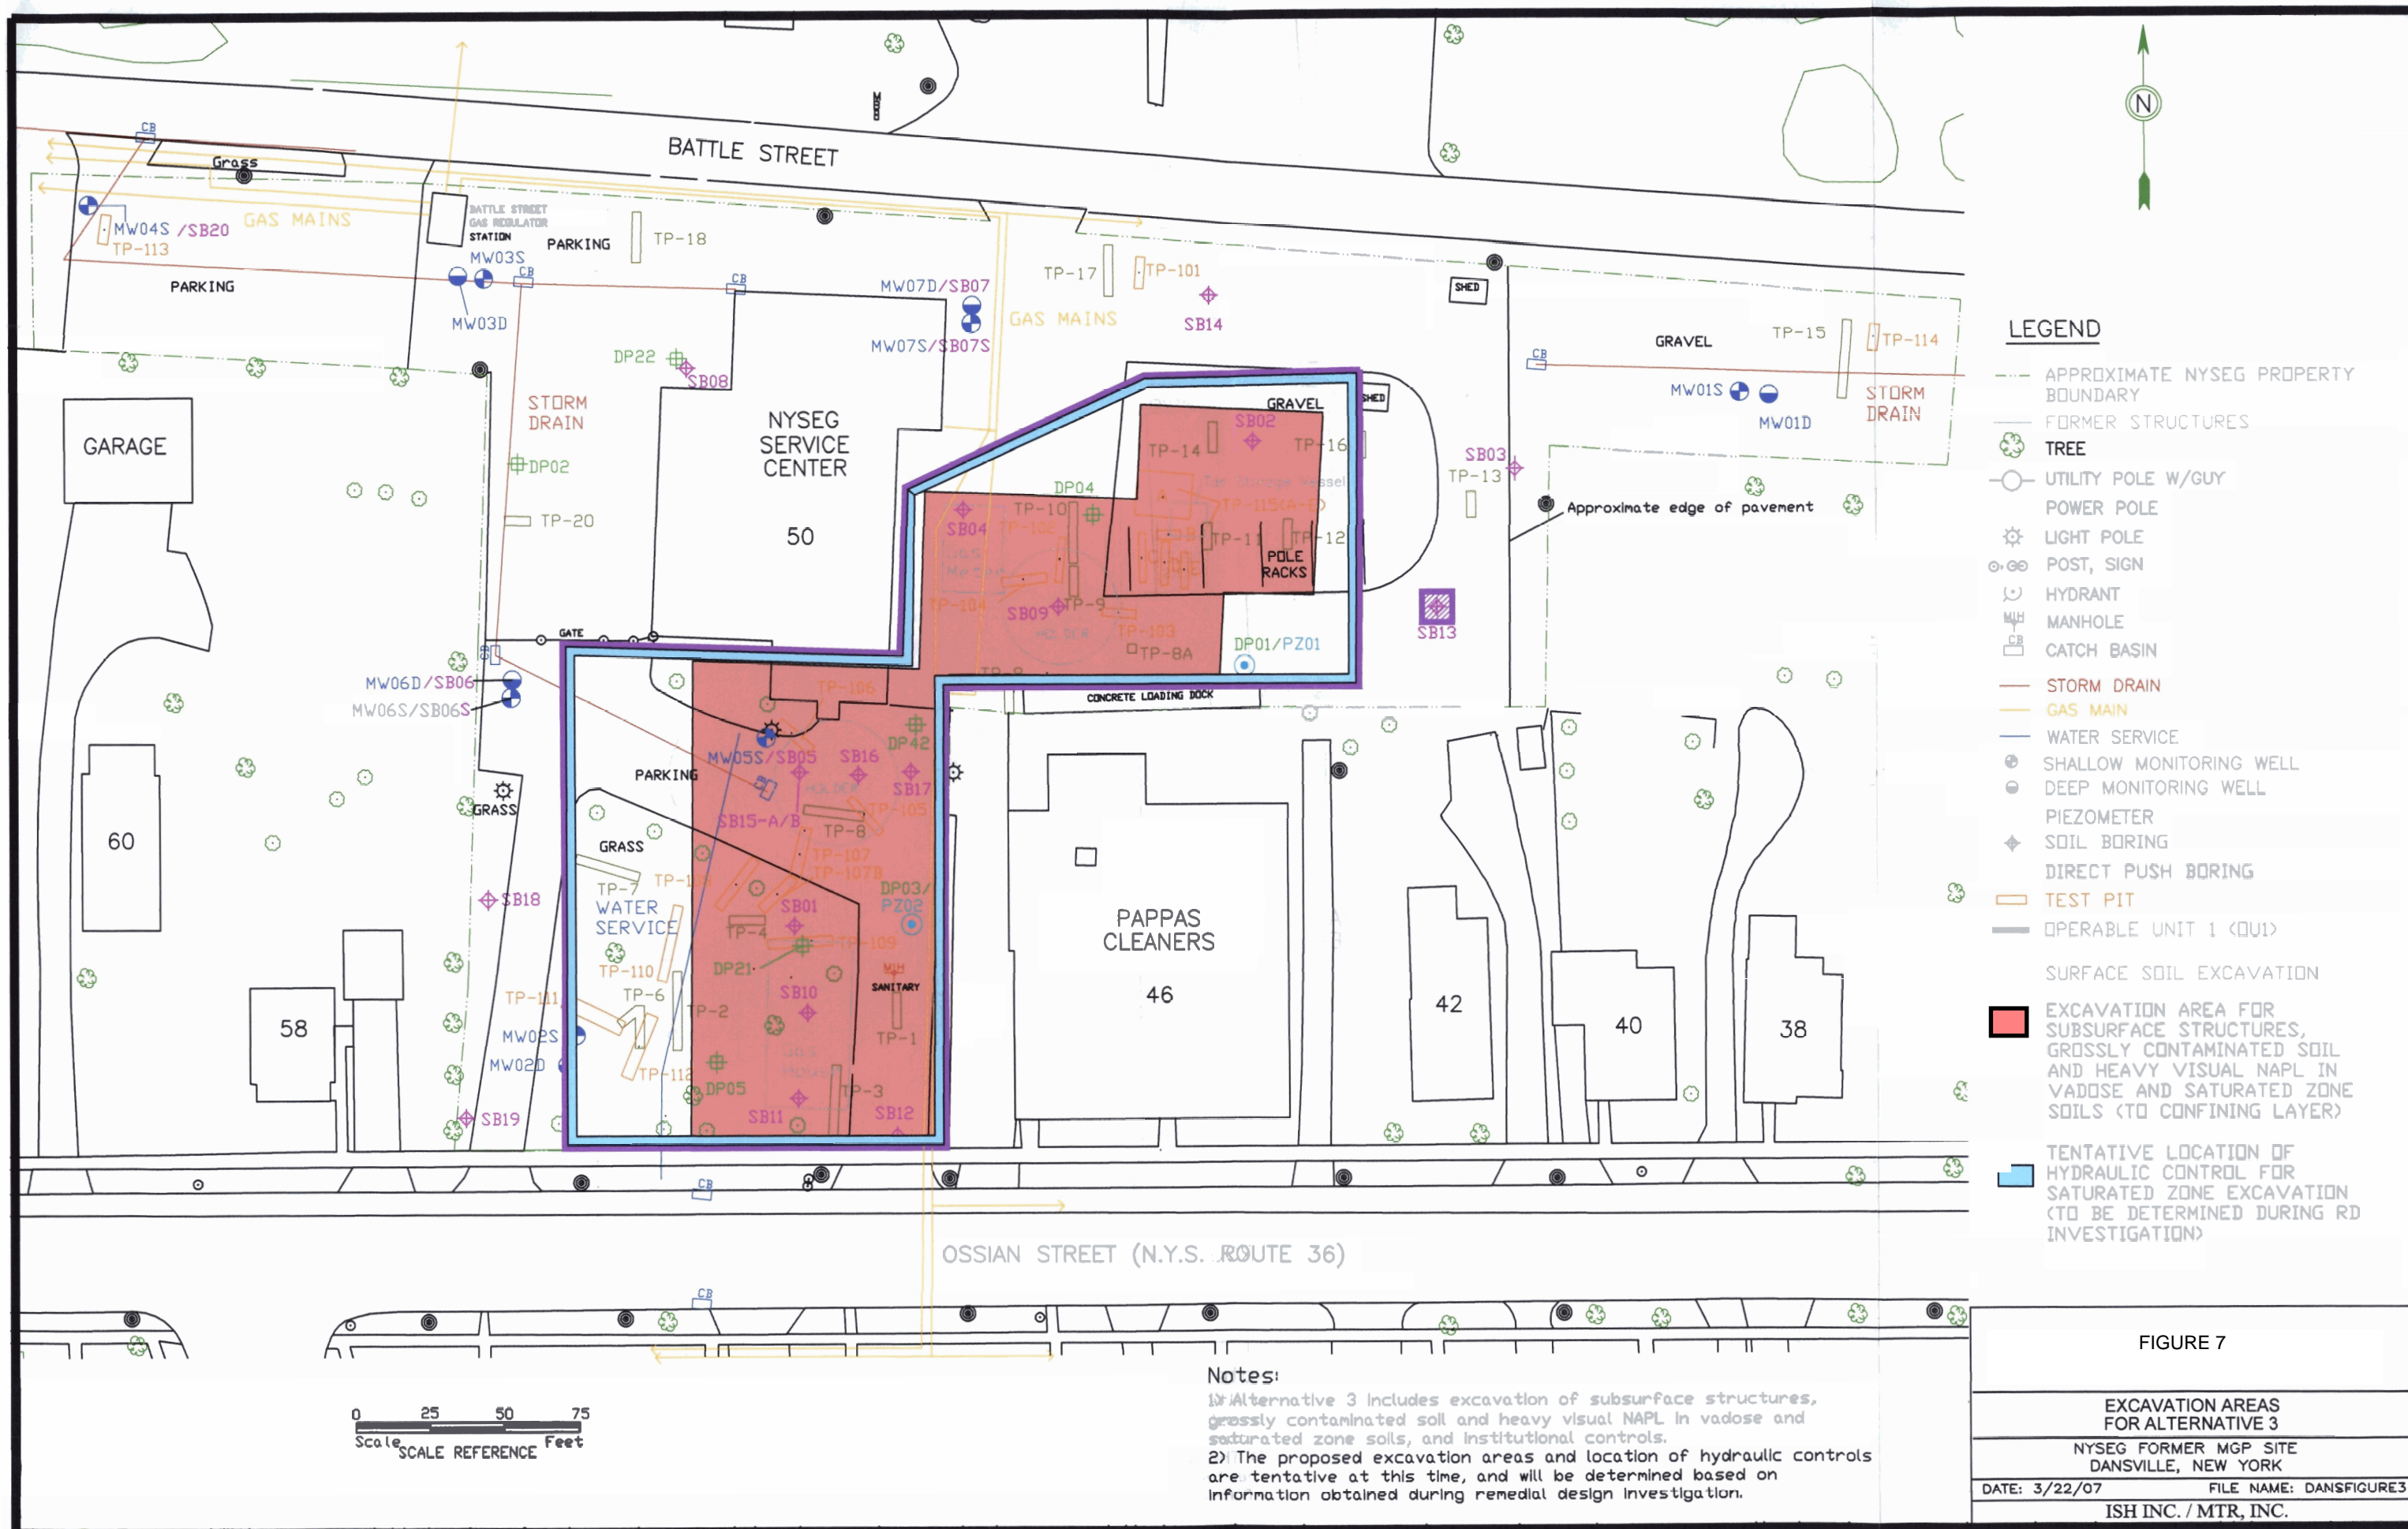 BATTLE STREET
CB
Grass
MW04S /SB20
TP-113
GAS MAINS
BATTLE STREET
GAS REGULATOR
STATION
PARKING
TP-18
MW03S
CB
CB
PARKING
MW03D
MW07D/SB07
GAS MAINS
MW07S/SB07S
TP-17
TP-101
SB14
SHED
GRAVEL
TP-15
TP-114
CB
MW01S
MW01D
STORM
DRAIN
DP22
SB08
STORM
DRAIN
DP02
TP-20
GARAGE
NYSEG
SERVICE
CENTER
50
GRAVEL
SHED
SB02
TP-14
TP-16
SB03
TP-13
Approximate edge of pavement
DP04
TP-10
SB04
TP-102
TP-115(A-E)
TP-11
TP-12
POLE
RACKS
TP-104
SB09
TP-9
HOLDER
TP-103
TP-8A
DP01/PZ01
SB13
GATE
CB
MW06D/SB06
MW06S/SB06S
CONCRETE LOADING DOCK
TP-106
DP42
MW05S/SB05
SB16
SB17
PARKING
CB
HOLDER
TP-105
SB15-A/B
TP-8
GRASS
GRASS
TP-107
TP-107B
TP-7
WATER
SERVICE
DP03/
PZ02
SB01
TP-4
TP-109
DP21
SB18
TP-110
TP-6
TP-111
TP-2
SB10
MH
SANITARY
TP-1
MW02S
MW02D
TP-112
DP05
TP-3
SB11
SB12
SB19
60
58
PAPPAS
CLEANERS
46
42
40
38
CB
OSSIAN STREET (N.Y.S. ROUTE 36)
CB
0 25 50 75
Scale Feet
SCALE REFERENCE
N
LEGEND
APPROXIMATE NYSEG PROPERTY
BOUNDARY
FORMER STRUCTURES
TREE
UTILITY POLE W/GUY
POWER POLE
LIGHT POLE
POST, SIGN
HYDRANT
MANHOLE
CB
CATCH BASIN
STORM DRAIN
GAS MAIN
WATER SERVICE
SHALLOW MONITORING WELL
DEEP MONITORING WELL
PIEZOMETER
SOIL BORING
DIRECT PUSH BORING
TEST PIT
OPERABLE UNIT 1 (OU1)
SURFACE SOIL EXCAVATION
EXCAVATION AREA FOR
SUBSURFACE STRUCTURES,
GROSSLY CONTAMINATED SOIL
AND HEAVY VISUAL NAPL IN
VADOSE AND SATURATED ZONE
SOILS (TO CONFINING LAYER)
TENTATIVE LOCATION OF
HYDRAULIC CONTROL FOR
SATURATED ZONE EXCAVATION
(TO BE DETERMINED DURING RD
INVESTIGATION)
Notes:
1) Alternative 3 includes excavation of subsurface structures,
grossly contaminated soil and heavy visual NAPL in vadose and
saturated zone soils, and institutional controls.
2) The proposed excavation areas and location of hydraulic controls
are tentative at this time, and will be determined based on
information obtained during remedial design investigation.
FIGURE 7
EXCAVATION AREAS
FOR ALTERNATIVE 3
NYSEG FORMER MGP SITE
DANSVILLE, NEW YORK
DATE: 3/22/07 FILE NAME: DANSFIGURE3
ISH INC. / MTR, INC.